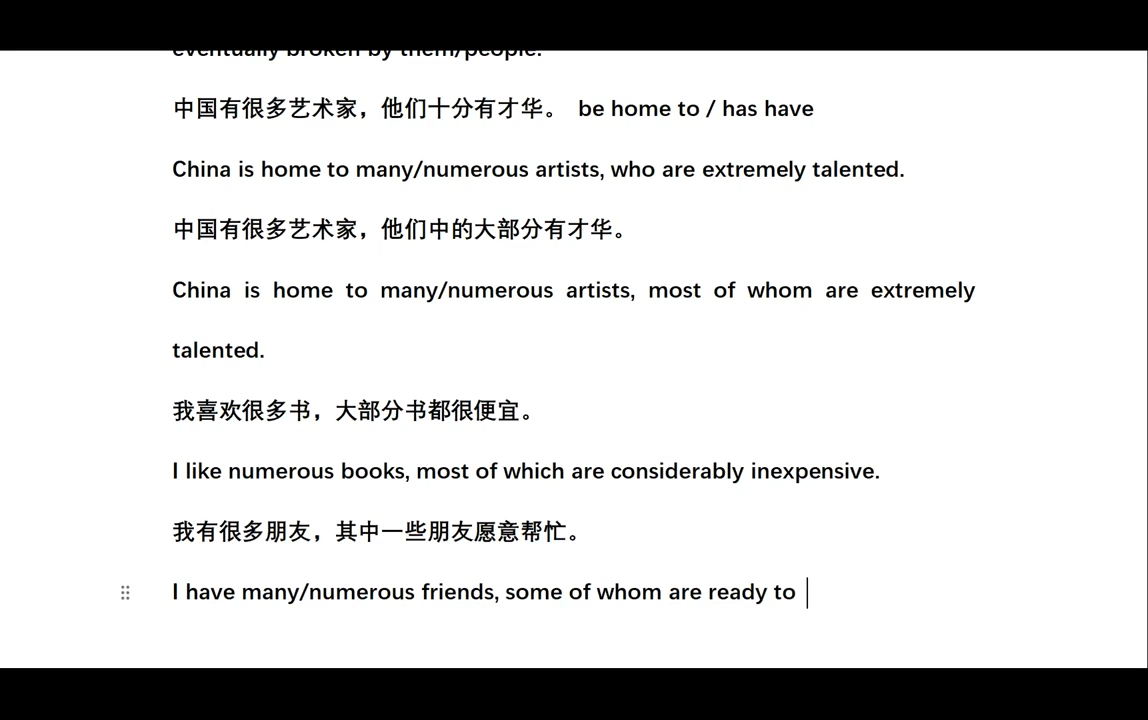 eventually broken by them/people.
中国有很多艺术家，他们十分有才华。 be home to / has have
China is home to many/numerous artists, who are extremely talented.
中国有很多艺术家，他们中的大部分有才华。
China is home to many/numerous artists, most of whom are extremely
talented.
我喜欢很多书，大部分书都很便宜。
I like numerous books, most of which are considerably inexpensive.
我有很多朋友，其中一些朋友愿意帮忙。
I have many/numerous friends, some of whom are ready to